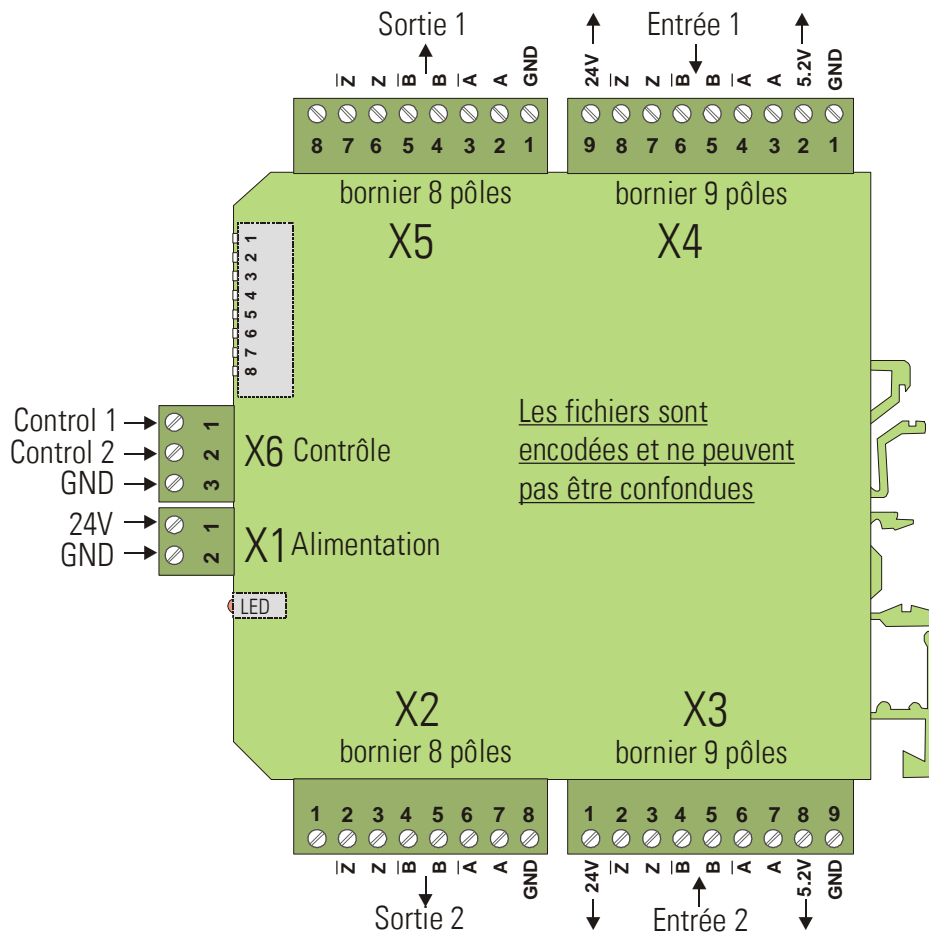 Sortie 1
Entrée 1
Z̅ Z B̅ B A̅ A GND
24V Z̅ Z B̅ B A̅ A 5.2V GND
8 7 6 5 4 3 2 1
9 8 7 6 5 4 3 2 1
bornier 8 pôles
bornier 9 pôles
X5
X4
1
2
3
4
5
6
7
8
Control 1
Control 2
GND
1
2
3
X6 Contrôle
Les fichiers sont
encodées et ne peuvent
pas être confondues
24V
GND
1
2
X1 Alimentation
LED
X2
X3
bornier 8 pôles
bornier 9 pôles
1 2 3 4 5 6 7 8
1 2 3 4 5 6 7 8 9
Z̅ Z B̅ B A̅ A GND
24V Z̅ Z B̅ B A̅ A 5.2V GND
Sortie 2
Entrée 2